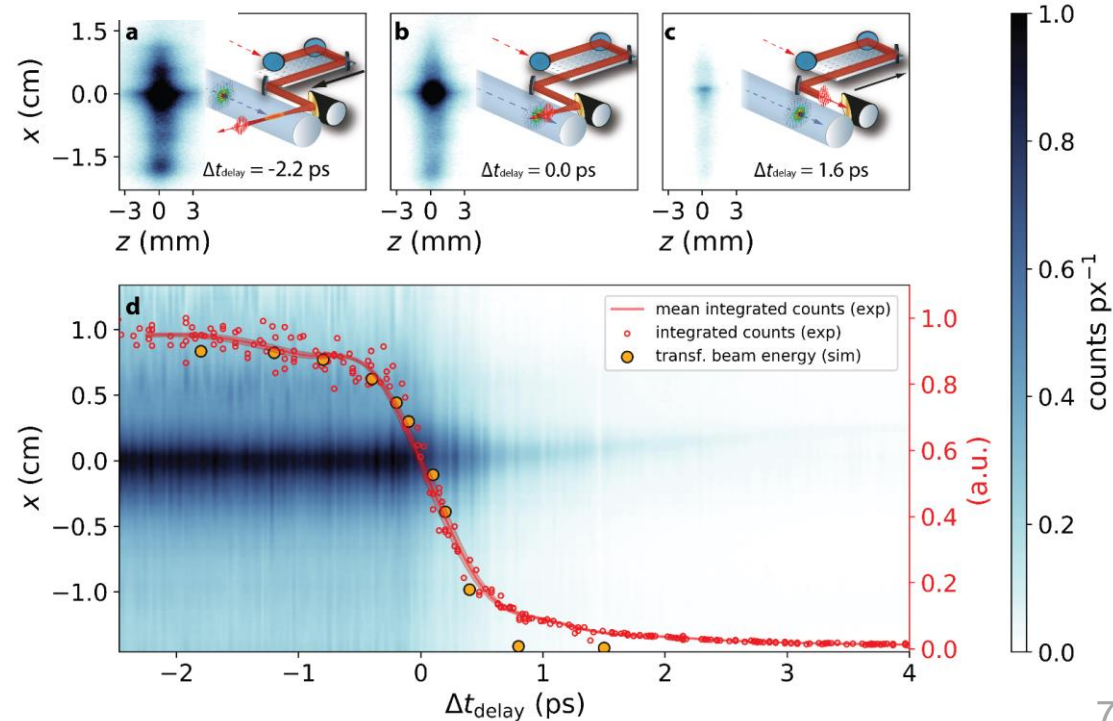 a
b
c
Δt_delay = -2.2 ps
Δt_delay = 0.0 ps
Δt_delay = 1.6 ps
x (cm)
1.5
0.0
−1.5
−3 0 3
−3 0 3
−3 0 3
z (mm)
z (mm)
z (mm)
d
mean integrated counts (exp)
integrated counts (exp)
transf. beam energy (sim)
x (cm)
1.0
0.5
0.0
−0.5
−1.0
−2 −1 0 1 2 3 4
Δt_delay (ps)
1.0
0.8
0.6
0.4
0.2
0.0
(a.u.)
1.0
0.8
0.6
0.4
0.2
0.0
counts px⁻¹
7